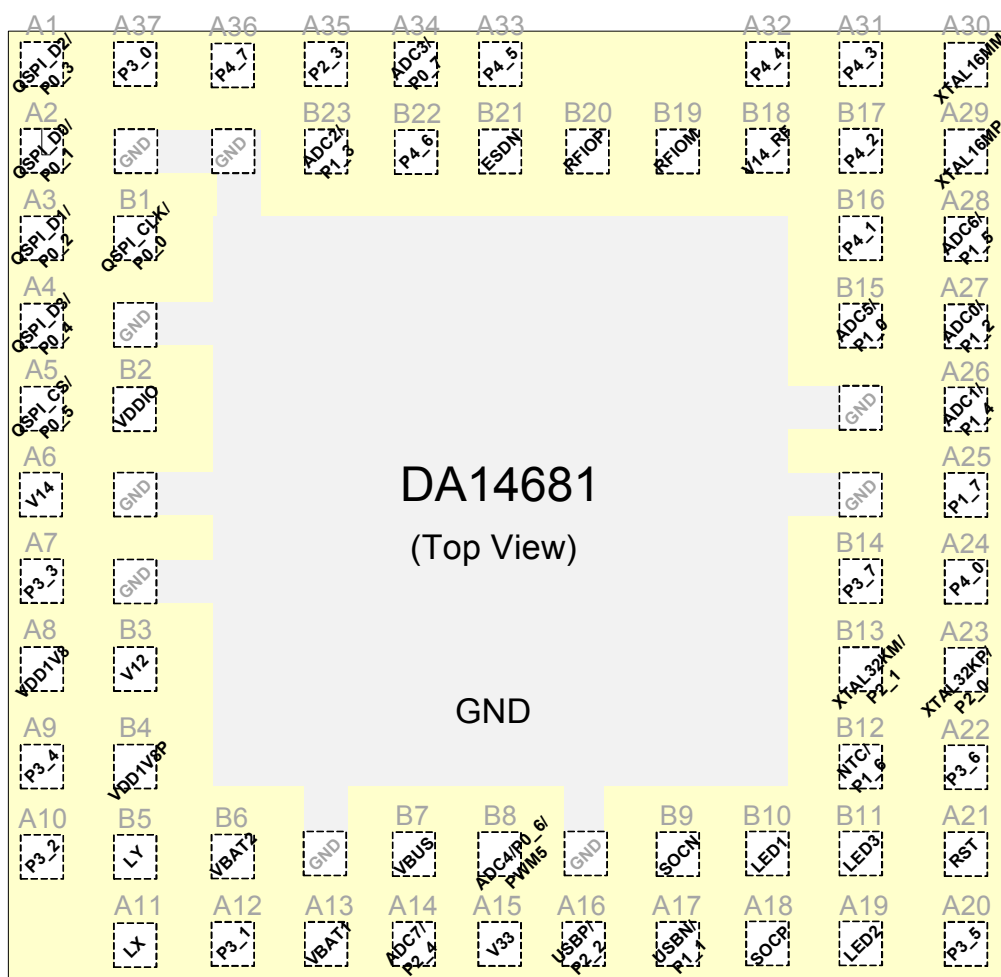 A1 A37 A36 A35 A34 A33 A32 A31 A30
QSPI_D2/
P0_3
P3_0
P4_7
P2_3
ADC3/
P0_7
P4_5
P4_4
P4_3
XTAL16MM
A2 B23 B22 B21 B20 B19 B18 B17 A29
QSPI_D0/
P0_1
GND
GND
ADC2/
P1_3
P4_6
ESDN
RFIOP
RFIOM
V14_RF
P4_2
XTAL16MP
A3 B1 B16 A28
QSPI_D1/
P0_2
QSPI_CLK/
P0_0
P4_1
ADC6/
P1_5
A4 B15 A27
QSPI_D3/
P0_4
GND
ADC5/
P1_0
ADC0/
P1_2
A5 B2 A26
QSPI_CS/
P0_5
VDDIO
GND
ADC1/
P1_4
A6 A25
V14
GND
DA14681
(Top View)
GND
P1_7
A7 B14 A24
P3_3
GND
P3_7
P4_0
A8 B3 B13 A23
VDD1V8
V12
XTAL32KM/
P2_1
XTAL32KP/
P2_0
GND
A9 B4 B12 A22
P3_4
VDD1V8P
NTC/
P1_6
P3_6
A10 B5 B6 B7 B8 B9 B10 B11 A21
P3_2
LY
VBAT2
GND
VBUS
ADC4/P0_6/
PWM5
GND
SOCN
LED1
LED3
RST
A11 A12 A13 A14 A15 A16 A17 A18 A19 A20
LX
P3_1
VBAT1
ADC7/
P2_4
V33
USBP/
P2_2
USBN/
P1_1
SOCP
LED2
P3_5